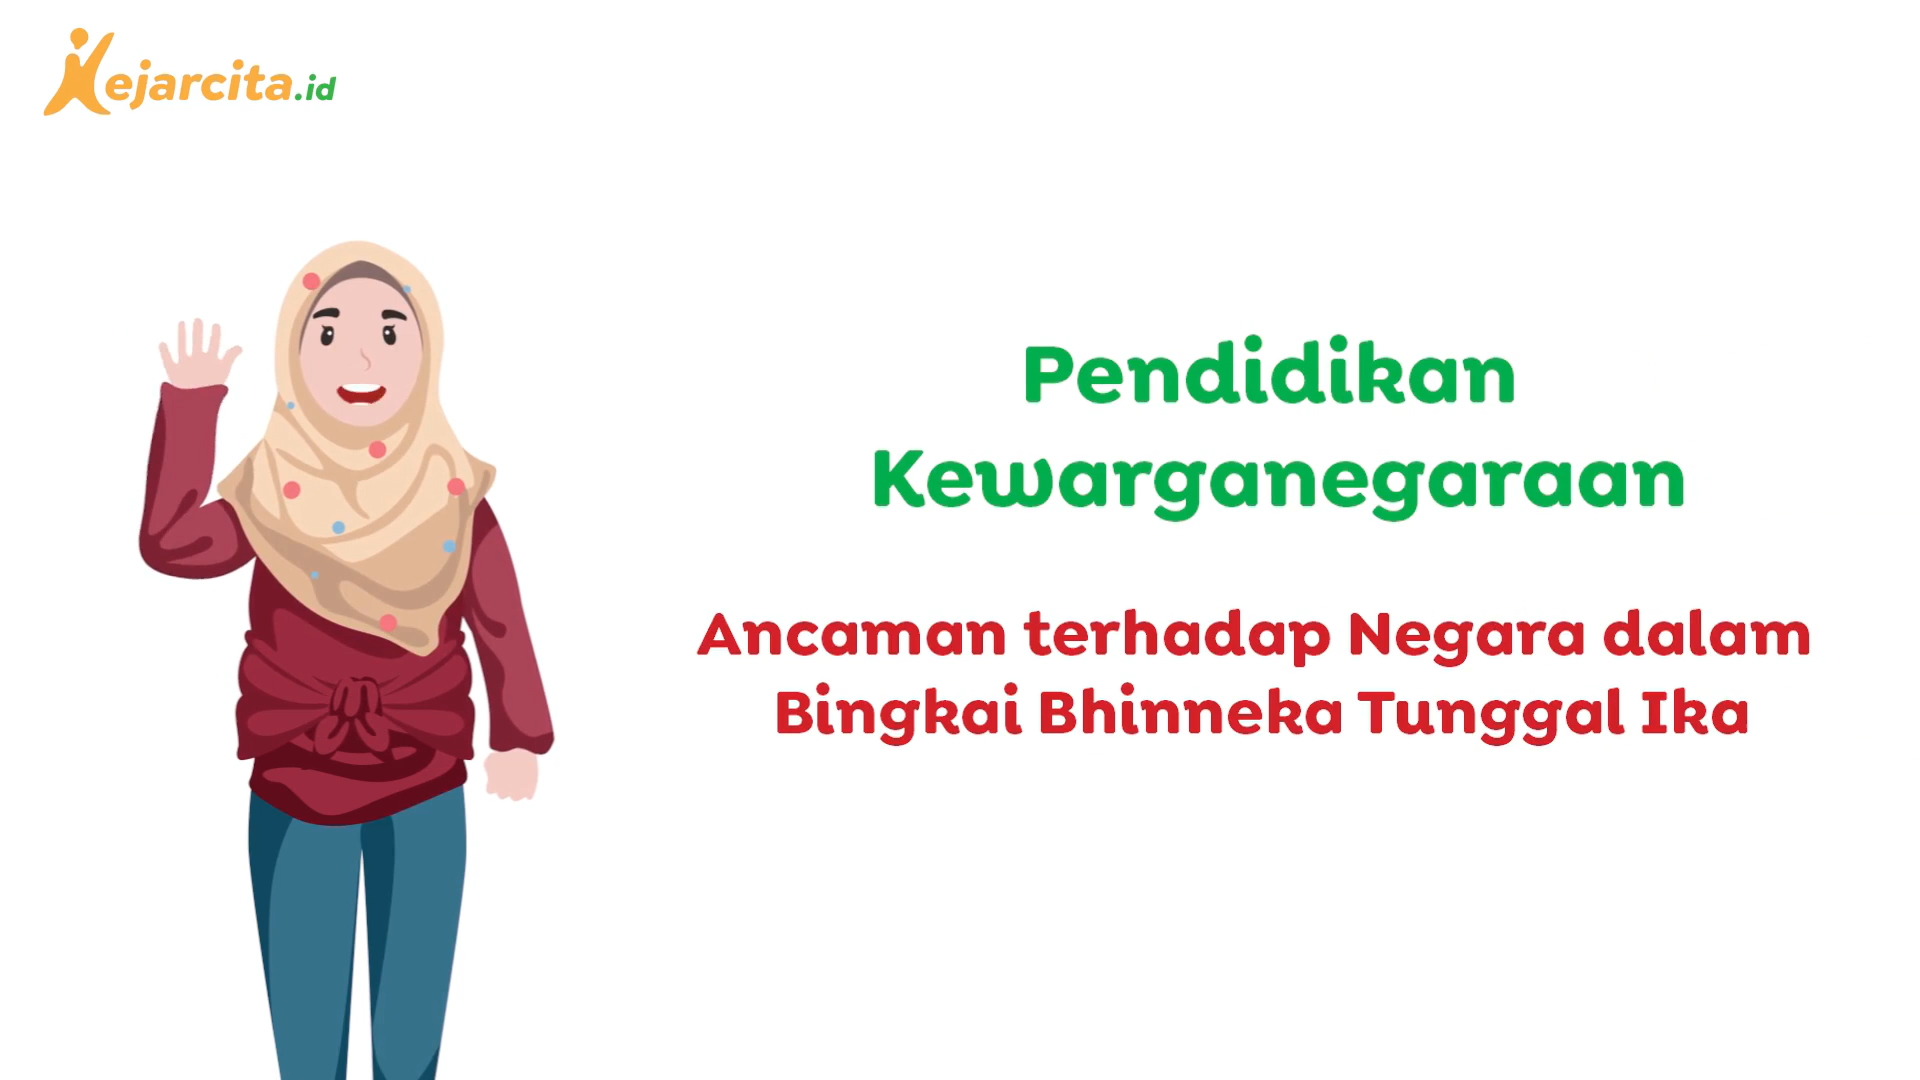 Kejarcita.id
Pendidikan
Kewarganegaraan
Ancaman terhadap Negara dalam
Bingkai Bhinneka Tunggal Ika